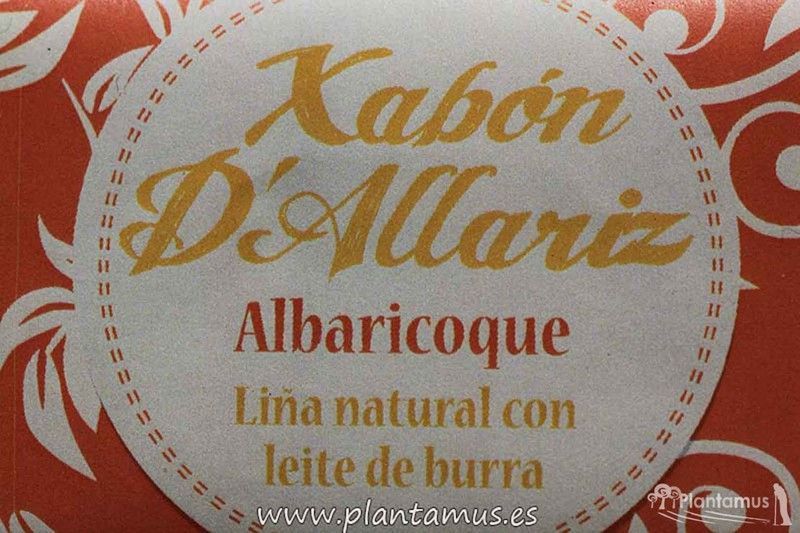 Xabón
D'Allariz
Albaricoque
Liña natural con
leite de burra
www.plantamus.es
Plantamus